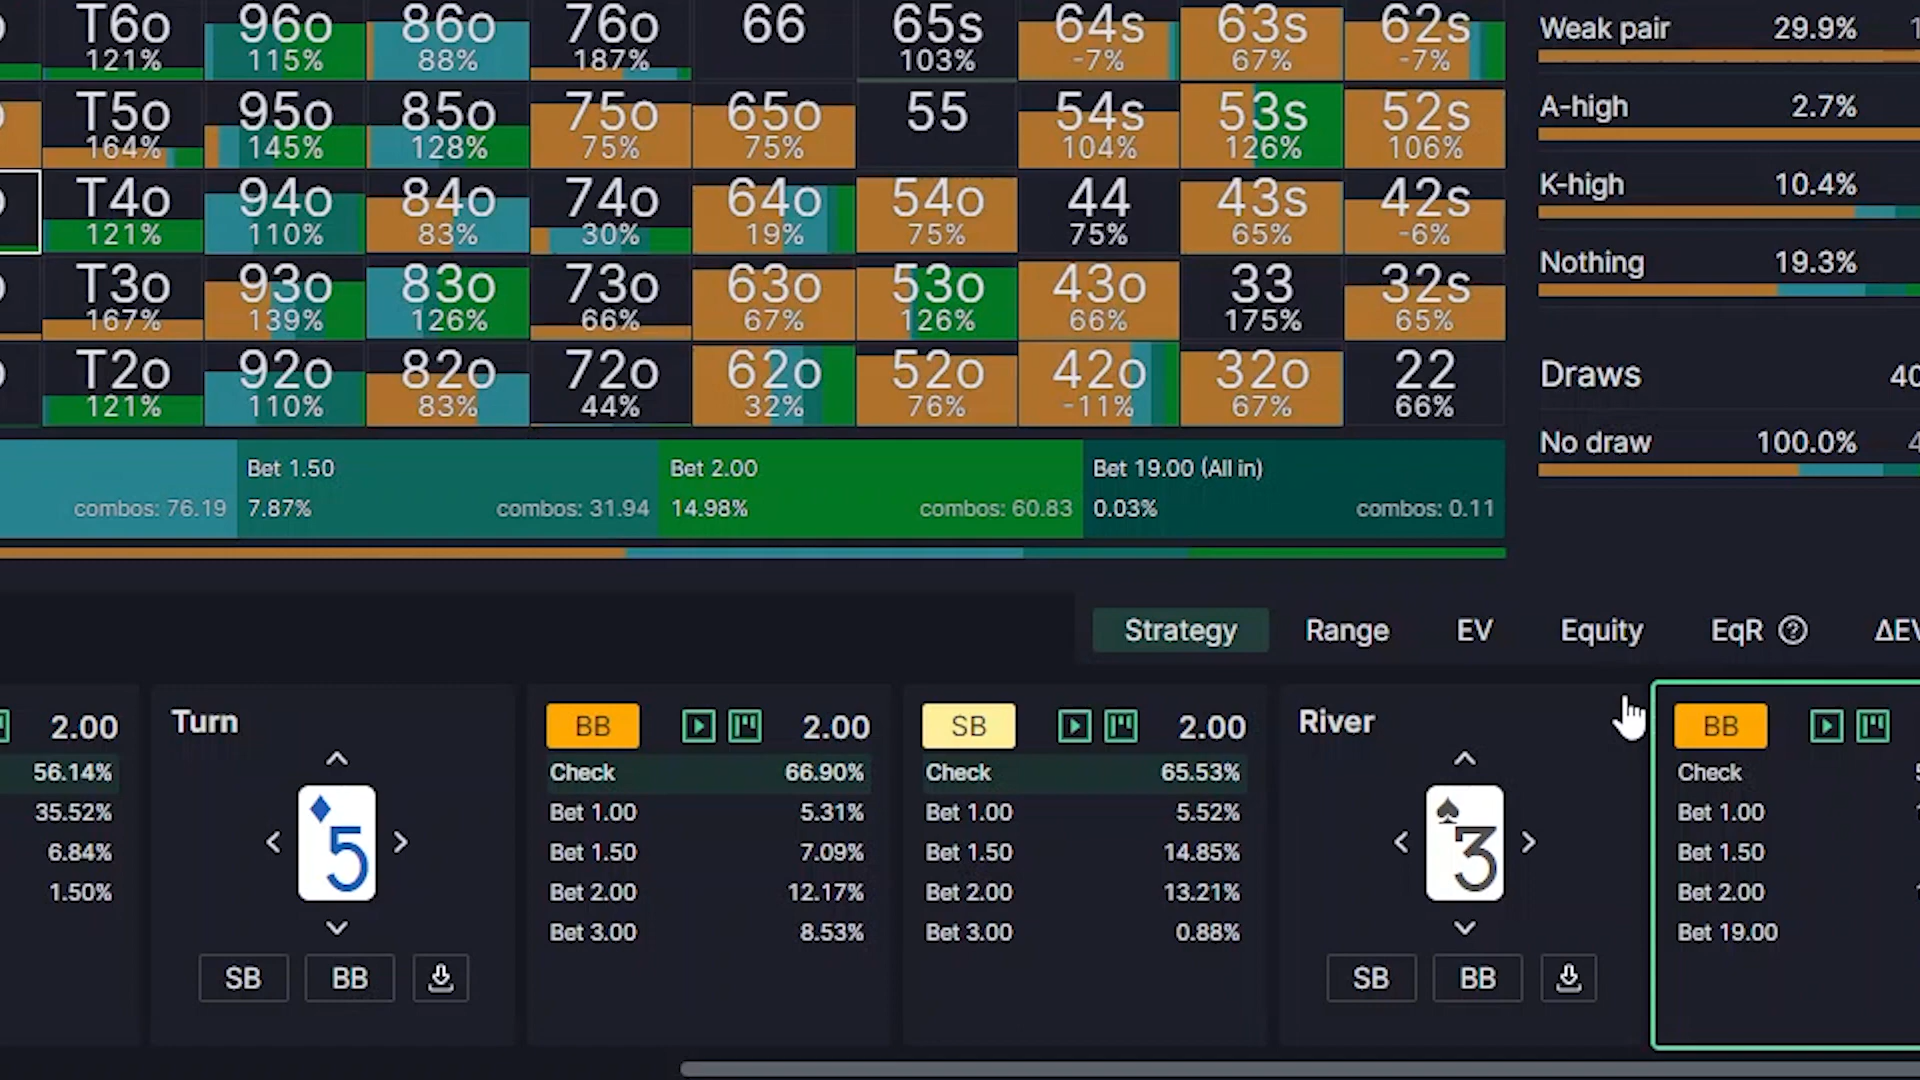 T6o 96o 86o 76o 66 65s 64s 63s 62s
121% 115% 88% 187% 103% -7% 67% -7%
T5o 95o 85o 75o 65o 55 54s 53s 52s
164% 145% 128% 75% 75% 104% 126% 106%
T4o 94o 84o 74o 64o 54o 44 43s 42s
121% 110% 83% 30% 19% 75% 75% 65% -6%
T3o 93o 83o 73o 63o 53o 43o 33 32s
167% 139% 126% 66% 67% 126% 66% 175% 65%
T2o 92o 82o 72o 62o 52o 42o 32o 22
121% 110% 83% 44% 32% 76% -11% 67% 66%
Weak pair 29.9%
A-high 2.7%
K-high 10.4%
Nothing 19.3%
Draws 40
No draw 100.0% 4
Bet 1.50 Bet 2.00 Bet 19.00 (All in)
combos: 76.19 7.87% combos: 31.94 14.98% combos: 60.83 0.03% combos: 0.11
Strategy Range EV Equity EqR ? ΔEV
2.00
56.14%
35.52%
6.84%
1.50%
Turn
5
SB BB
BB 2.00
Check 66.90%
Bet 1.00 5.31%
Bet 1.50 7.09%
Bet 2.00 12.17%
Bet 3.00 8.53%
SB 2.00
Check 65.53%
Bet 1.00 5.52%
Bet 1.50 14.85%
Bet 2.00 13.21%
Bet 3.00 0.88%
River
3
SB BB
BB
Check
Bet 1.00
Bet 1.50
Bet 2.00
Bet 19.00